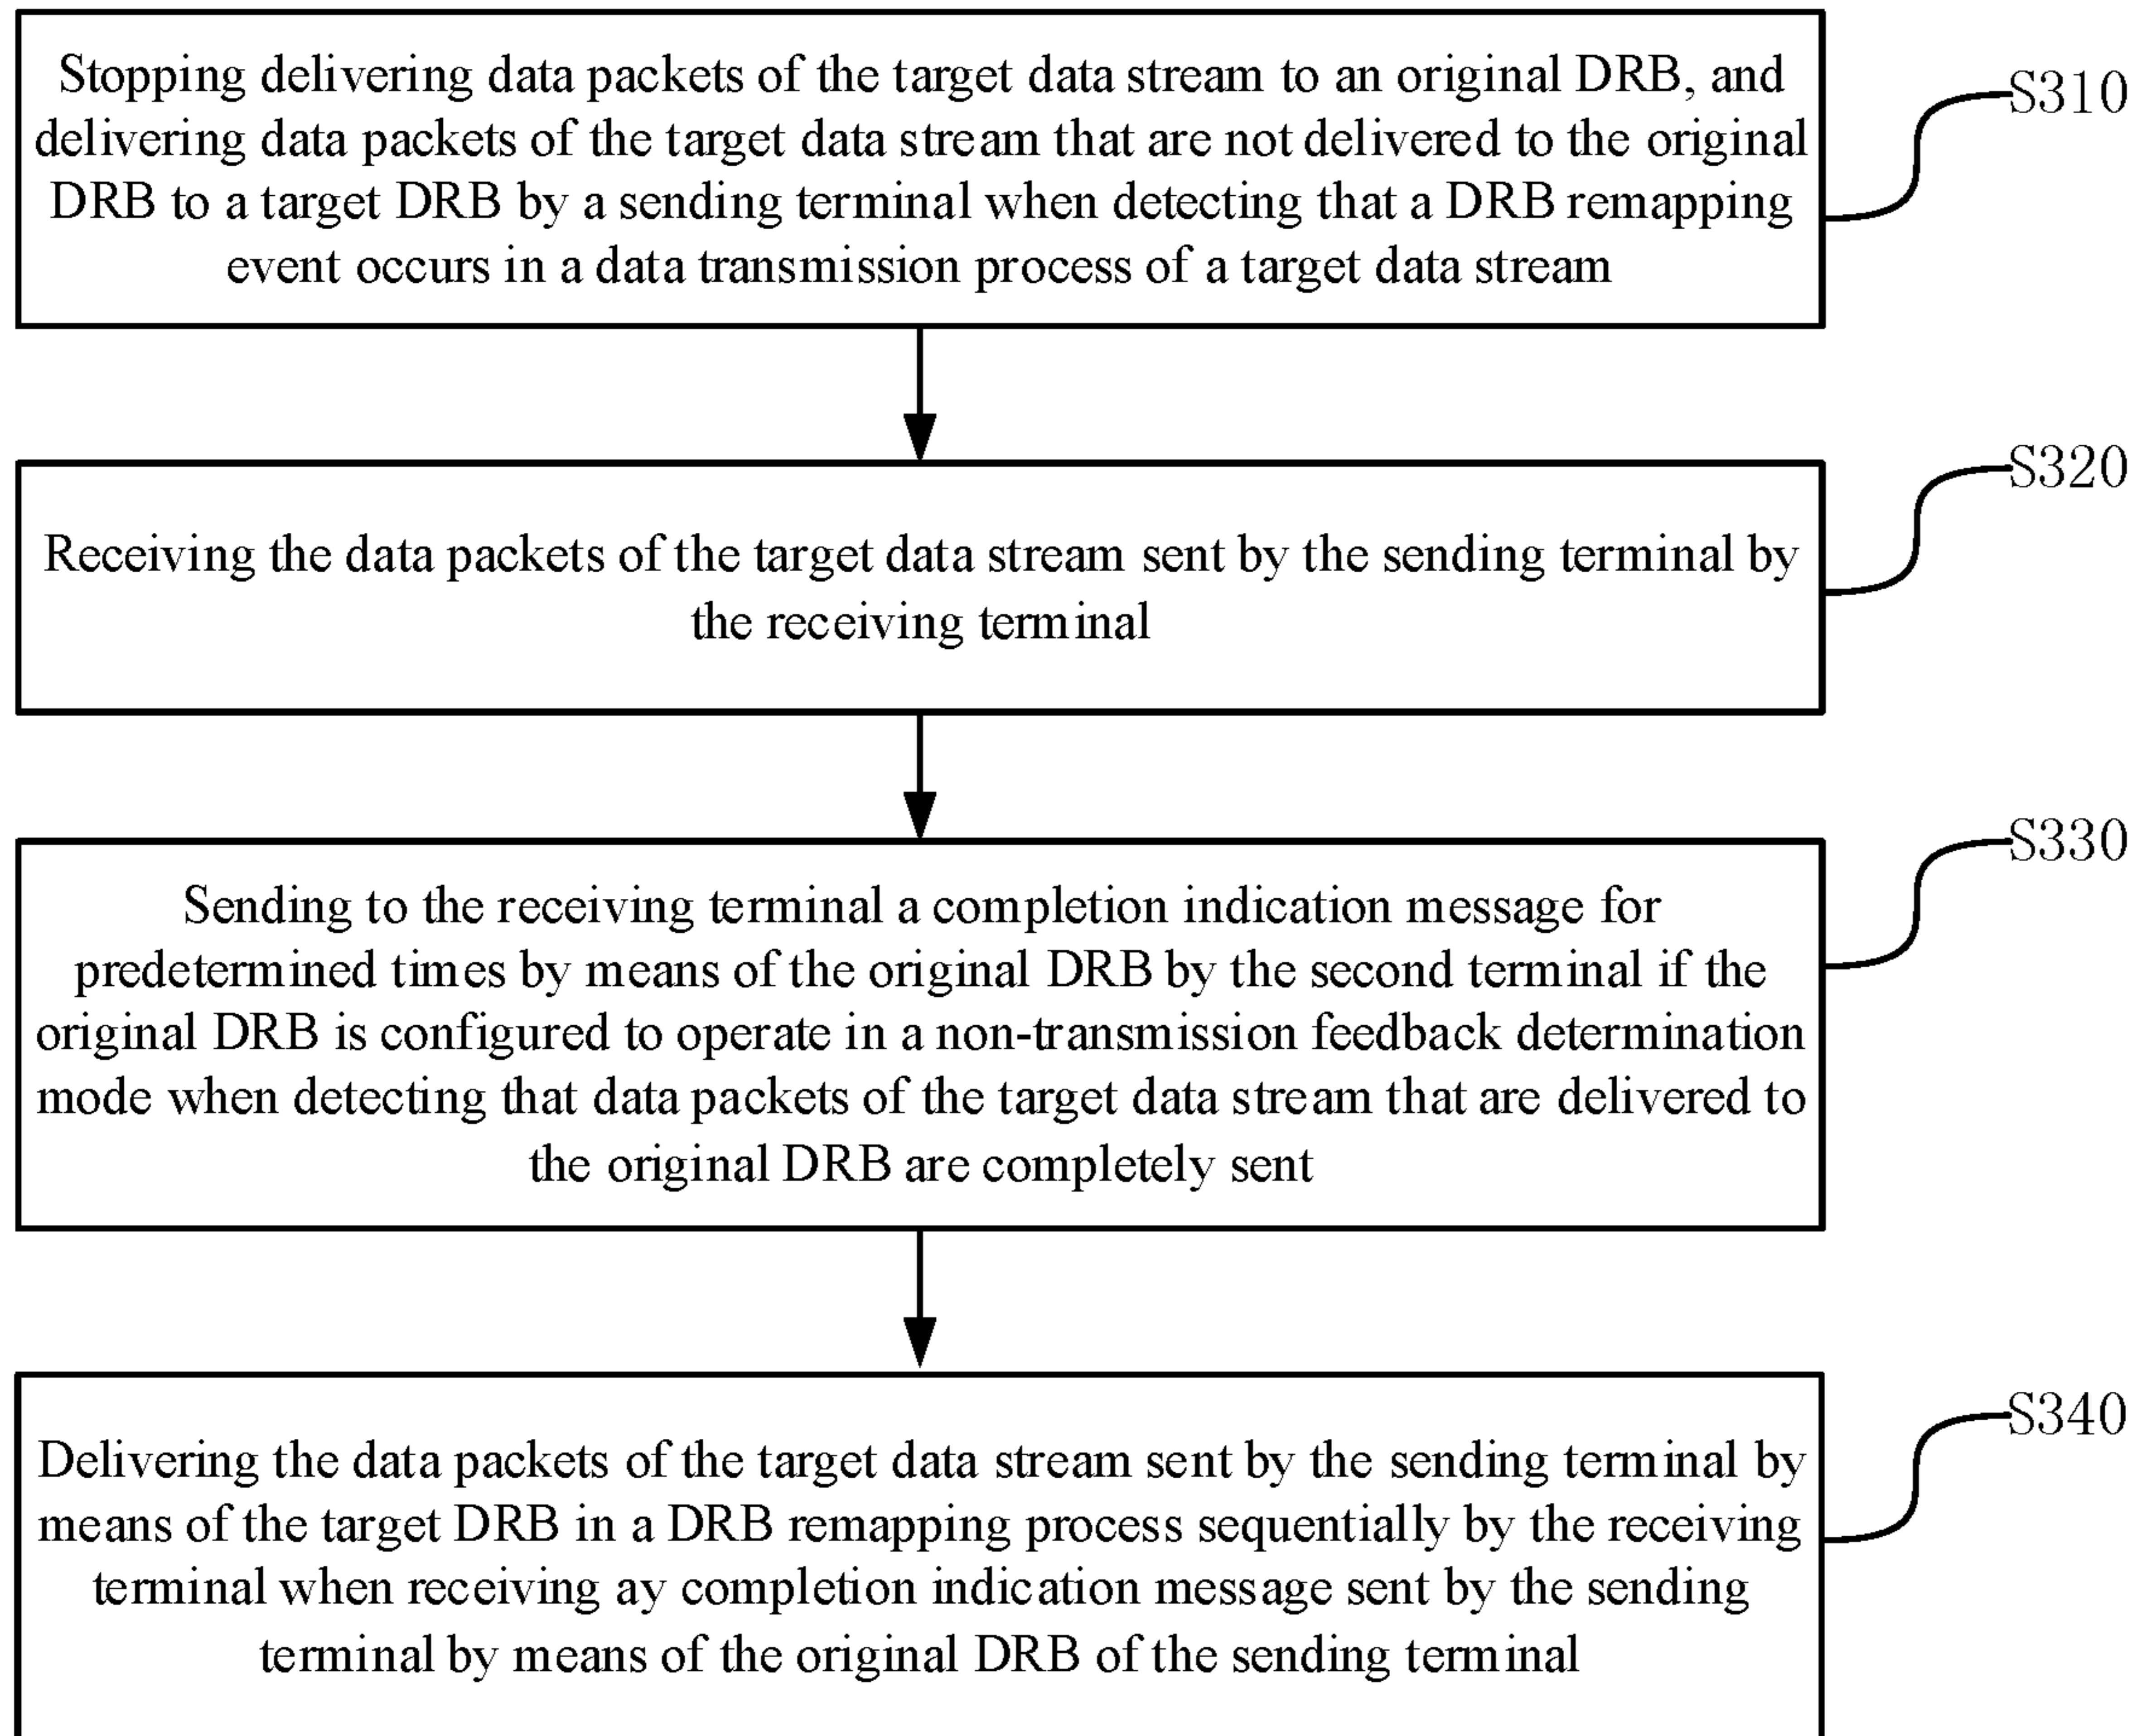 Stopping delivering data packets of the target data stream to an original DRB, and
delivering data packets of the target data stream that are not delivered to the original
DRB to a target DRB by a sending terminal when detecting that a DRB remapping
event occurs in a data transmission process of a target data stream
S310
Receiving the data packets of the target data stream sent by the sending terminal by
the receiving terminal
S320
Sending to the receiving terminal a completion indication message for
predetermined times by means of the original DRB by the second terminal if the
original DRB is configured to operate in a non-transmission feedback determination
mode when detecting that data packets of the target data stream that are delivered to
the original DRB are completely sent
S330
Delivering the data packets of the target data stream sent by the sending terminal by
means of the target DRB in a DRB remapping process sequentially by the receiving
terminal when receiving ay completion indication message sent by the sending
terminal by means of the original DRB of the sending terminal
S340